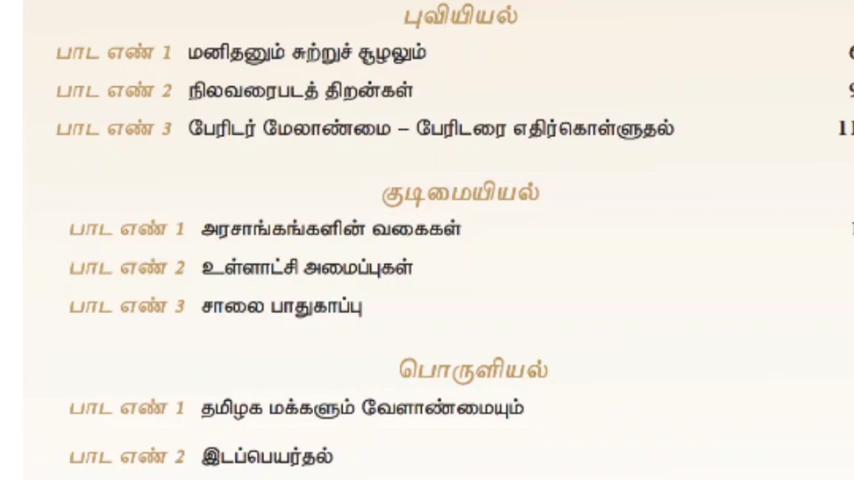 புவியியல்
பாட எண் 1 மனிதனும் சுற்றுச் சூழலும்
பாட எண் 2 நிலவரைபடத் திறன்கள்
பாட எண் 3 பேரிடர் மேலாண்மை – பேரிடரை எதிர்கொள்ளுதல்
குடிமையியல்
பாட எண் 1 அரசாங்கங்களின் வகைகள்
பாட எண் 2 உள்ளாட்சி அமைப்புகள்
பாட எண் 3 சாலை பாதுகாப்பு
பொருளியல்
பாட எண் 1 தமிழக மக்களும் வேளாண்மையும்
பாட எண் 2 இடப்பெயர்தல்